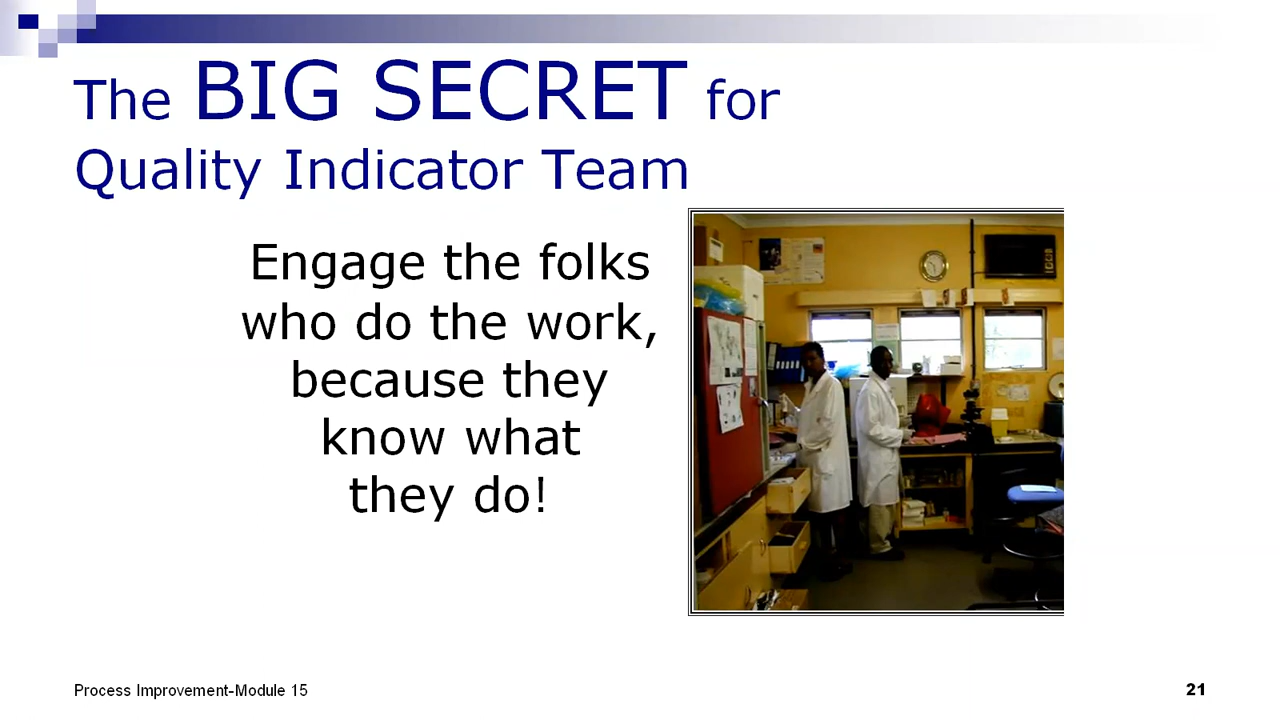 The BIG SECRET for
Quality Indicator Team
Engage the folks
who do the work,
because they
know what
they do!
Process Improvement-Module 15
21